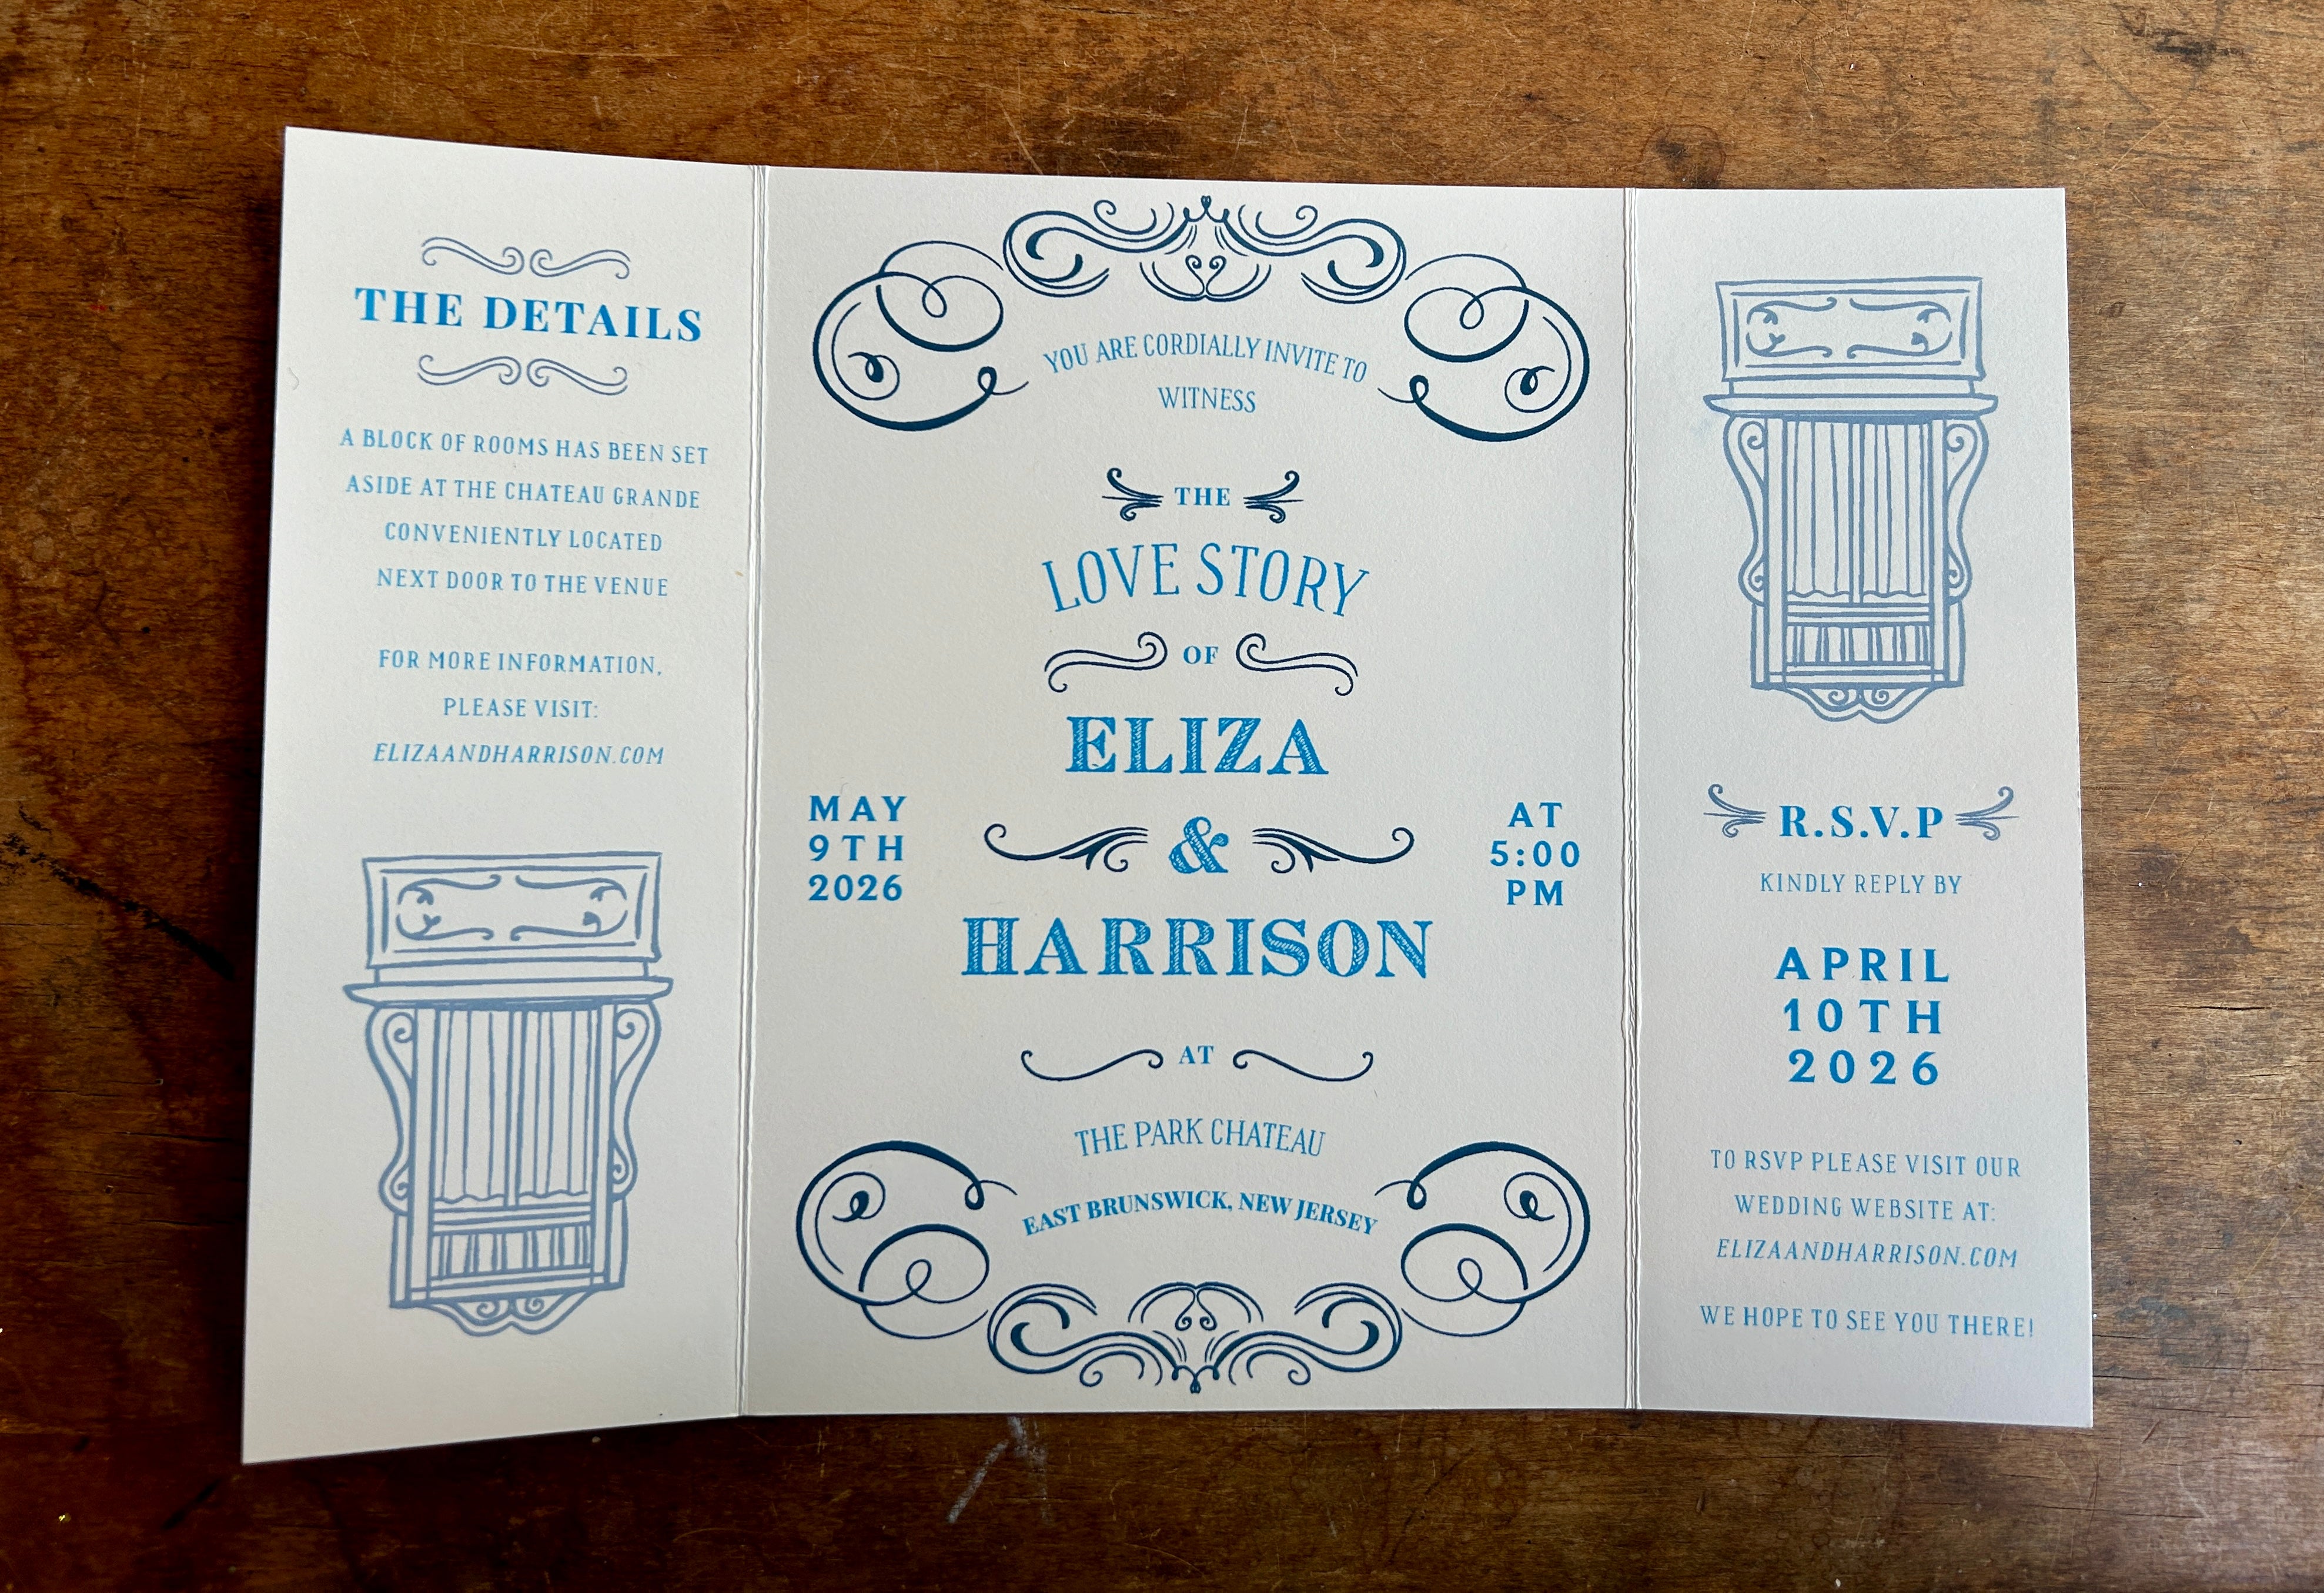 THE DETAILS
A BLOCK OF ROOMS HAS BEEN SET
ASIDE AT THE CHATEAU GRANDE
CONVENIENTLY LOCATED
NEXT DOOR TO THE VENUE
FOR MORE INFORMATION,
PLEASE VISIT:
ELIZAANDHARRISON.COM
YOU ARE CORDIALLY INVITE TO
WITNESS
THE
LOVE STORY
OF
ELIZA
MAY
9TH
2026
&
AT
5:00
PM
HARRISON
AT
THE PARK CHATEAU
EAST BRUNSWICK, NEW JERSEY
R.S.V.P
KINDLY REPLY BY
APRIL
10TH
2026
TO RSVP PLEASE VISIT OUR
WEDDING WEBSITE AT:
ELIZAANDHARRISON.COM
WE HOPE TO SEE YOU THERE!